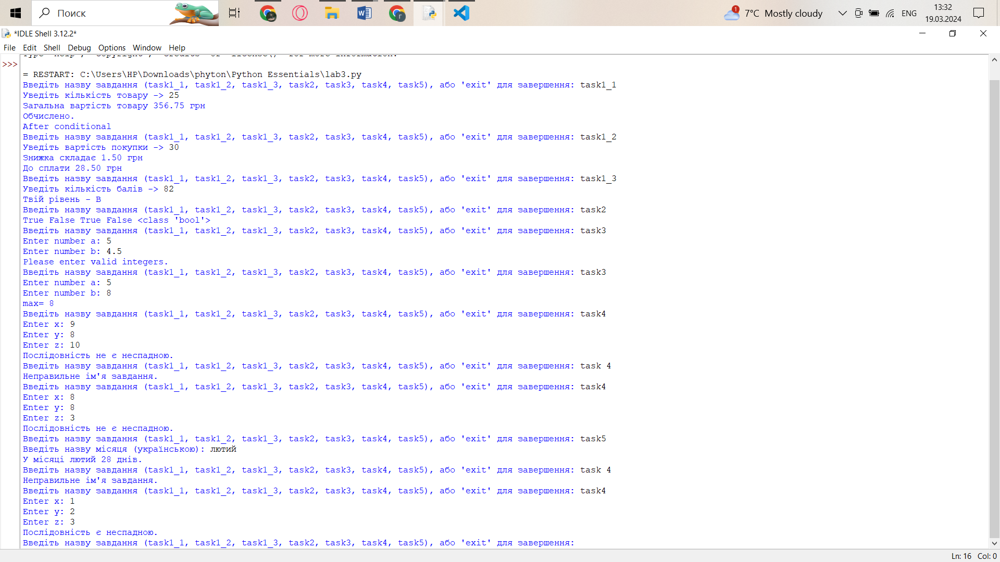 Поиск
1
7°C Mostly cloudy
ENG
13:32
19.03.2024
*IDLE Shell 3.12.2*
File Edit Shell Debug Options Window Help
Type "help", "copyright", "credits" or "license()" for more information.
>>>
= RESTART: C:\Users\HP\Downloads\phyton\Python Essentials\lab3.py
Введіть назву завдання (task1_1, task1_2, task1_3, task2, task3, task4, task5), або 'exit' для завершення: task1_1
Уведіть кількість товару -> 25
Загальна вартість товару 356.75 грн
Обчислено.
After conditional
Введіть назву завдання (task1_1, task1_2, task1_3, task2, task3, task4, task5), або 'exit' для завершення: task1_2
Уведіть вартість покупки -> 30
Знижка складає 1.50 грн
До сплати 28.50 грн
Введіть назву завдання (task1_1, task1_2, task1_3, task2, task3, task4, task5), або 'exit' для завершення: task1_3
Уведіть кількість балів -> 82
Твій рівень - B
Введіть назву завдання (task1_1, task1_2, task1_3, task2, task3, task4, task5), або 'exit' для завершення: task2
True False True False <class 'bool'>
Введіть назву завдання (task1_1, task1_2, task1_3, task2, task3, task4, task5), або 'exit' для завершення: task3
Enter number a: 5
Enter number b: 4.5
Please enter valid integers.
Введіть назву завдання (task1_1, task1_2, task1_3, task2, task3, task4, task5), або 'exit' для завершення: task3
Enter number a: 5
Enter number b: 8
max= 8
Введіть назву завдання (task1_1, task1_2, task1_3, task2, task3, task4, task5), або 'exit' для завершення: task4
Enter x: 9
Enter y: 8
Enter z: 10
Послідовність не є неспадною.
Введіть назву завдання (task1_1, task1_2, task1_3, task2, task3, task4, task5), або 'exit' для завершення: task 4
Неправильне ім'я завдання.
Введіть назву завдання (task1_1, task1_2, task1_3, task2, task3, task4, task5), або 'exit' для завершення: task4
Enter x: 8
Enter y: 8
Enter z: 3
Послідовність не є неспадною.
Введіть назву завдання (task1_1, task1_2, task1_3, task2, task3, task4, task5), або 'exit' для завершення: task5
Введіть назву місяця (українською): лютий
У місяці лютий 28 днів.
Введіть назву завдання (task1_1, task1_2, task1_3, task2, task3, task4, task5), або 'exit' для завершення: task 4
Неправильне ім'я завдання.
Введіть назву завдання (task1_1, task1_2, task1_3, task2, task3, task4, task5), або 'exit' для завершення: task4
Enter x: 1
Enter y: 2
Enter z: 3
Послідовність є неспадною.
Введіть назву завдання (task1_1, task1_2, task1_3, task2, task3, task4, task5), або 'exit' для завершення:
Ln: 16 Col: 0